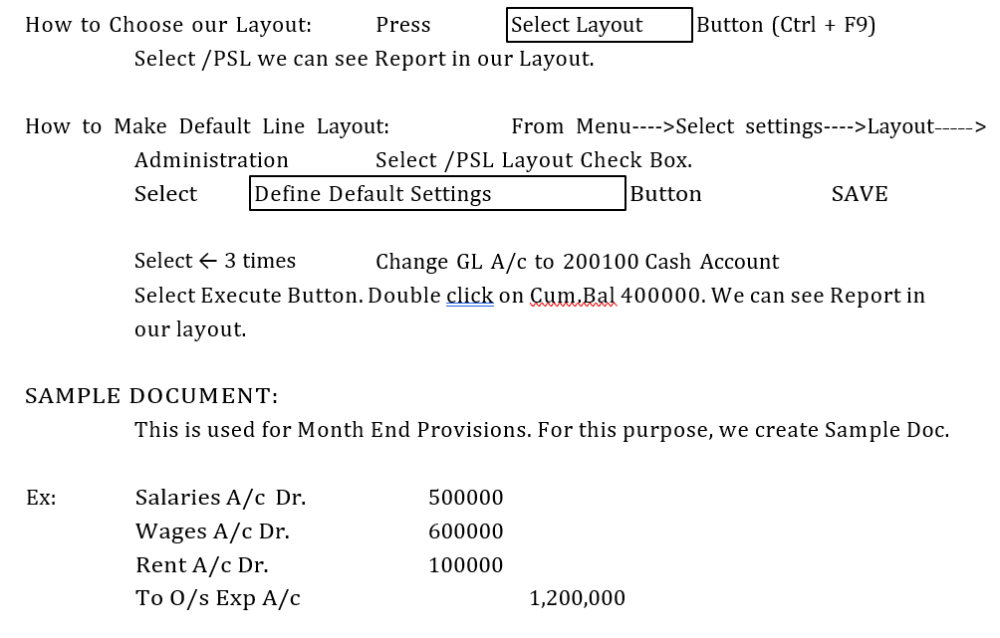 How to Choose our Layout: Press Select Layout Button (Ctrl + F9)
Select /PSL we can see Report in our Layout.
How to Make Default Line Layout: From Menu---->Select settings---->Layout----->
Administration Select /PSL Layout Check Box.
Select Define Default Settings Button SAVE
Select ← 3 times Change GL A/c to 200100 Cash Account
Select Execute Button. Double click on Cum.Bal 400000. We can see Report in
our layout.
SAMPLE DOCUMENT:
This is used for Month End Provisions. For this purpose, we create Sample Doc.
Ex: Salaries A/c Dr. 500000
Wages A/c Dr. 600000
Rent A/c Dr. 100000
To O/s Exp A/c 1,200,000